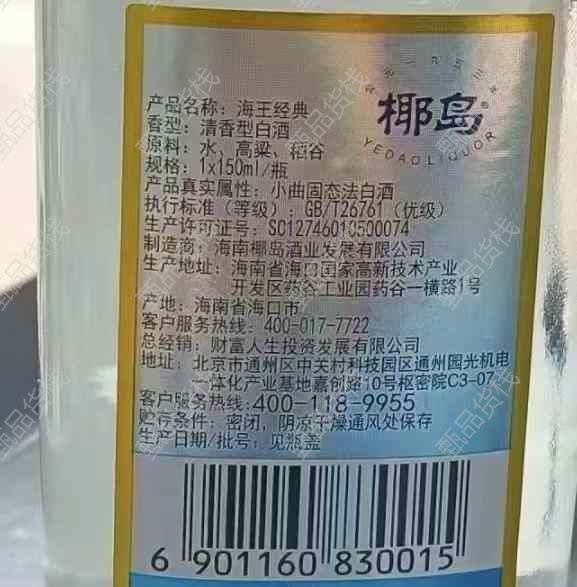 椰岛®
YEDAOLIQUOR
产品名称：海王经典
香型：清香型白酒
原料：水、高粱、稻谷
规格：1x150ml/瓶
产品真实属性：小曲固态法白酒
执行标准（等级）：GB/T26761（优级）
生产许可证号：SC12746010500074
制造商：海南椰岛酒业发展有限公司
生产地址：海南省海口国家高新技术产业
开发区药谷工业园药谷一横路1号
产地：海南省海口市
客户服务热线：400-017-7722
总经销：财富人生投资发展有限公司
地址：北京市通州区中关村科技园区通州园光机电
一体化产业基地嘉创路10号枢密院C3-07
客户服务热线:400-118-9955
贮存条件：密闭，阴凉干燥通风处保存
生产日期/批号：见瓶盖
6 901160 830015
甄品货栈